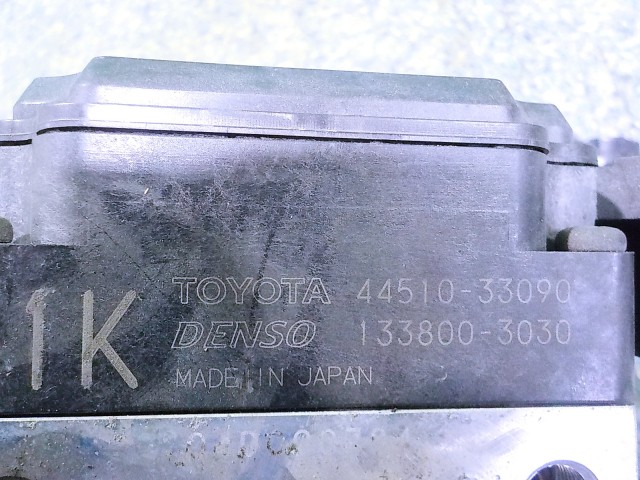 1K
TOYOTA 44510-33090
DENSO 133800-3030
MADE IN JAPAN